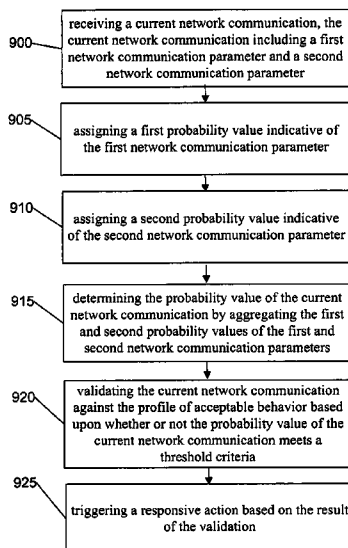 900
receiving a current network communication, the
current network communication including a first
network communication parameter and a second
network communication parameter
905
assigning a first probability value indicative of
the first network communication parameter
910
assigning a second probability value indicative
of the second network communication parameter
915
determining the probability value of the current
network communication by aggregating the first
and second probability values of the first and
second network communication parameters
920
validating the current network communication
against the profile of acceptable behavior based
upon whether or not the probability value of the
current network communication meets a
threshold criteria
925
triggering a responsive action based on the result
of the validation